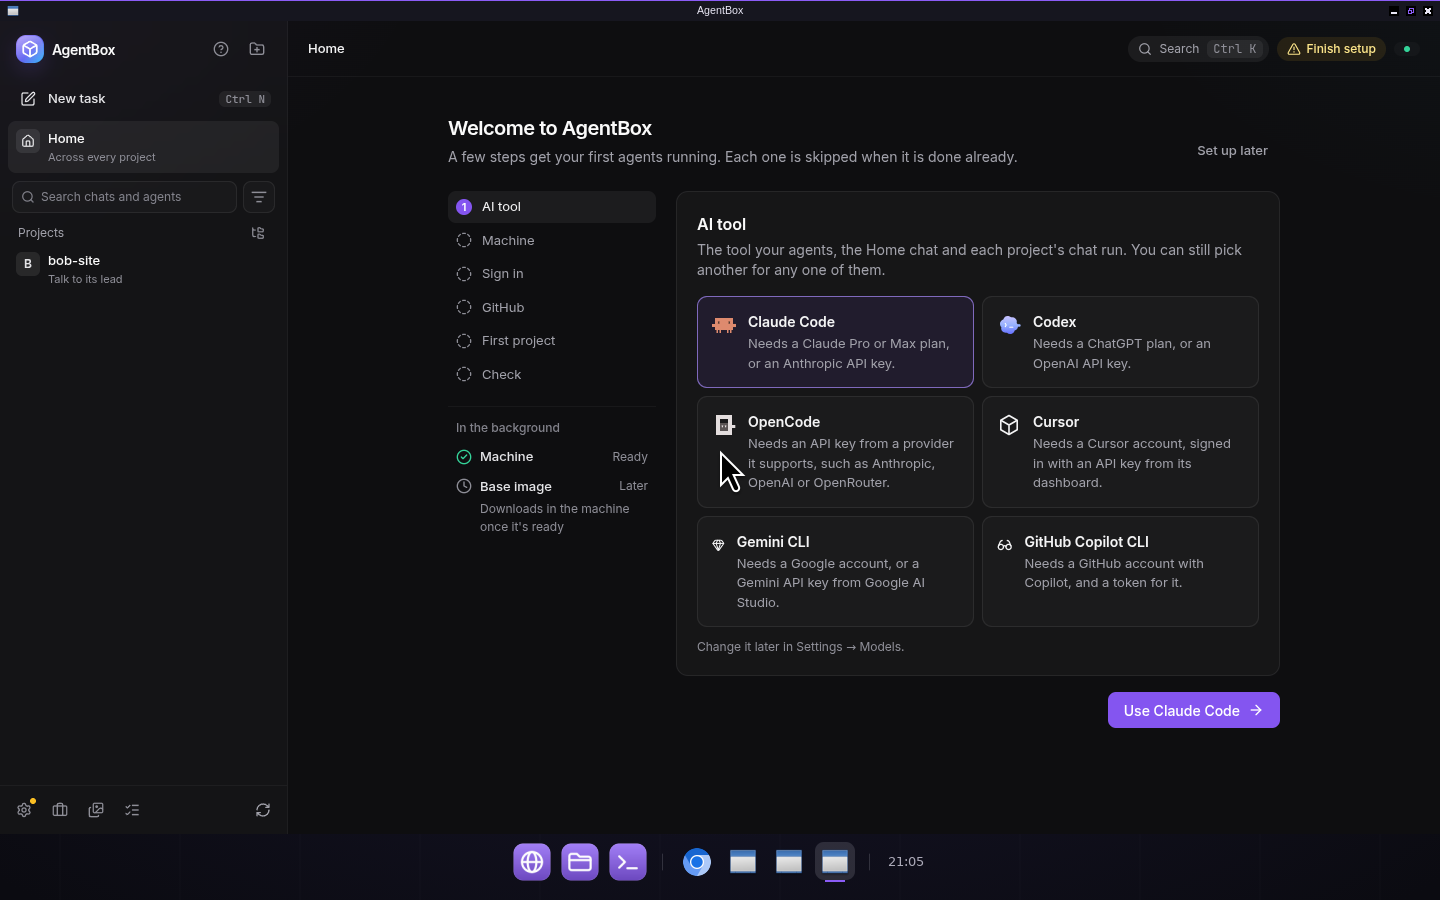 AgentBox
AgentBox
New task
Ctrl N
Home
Across every project
Search chats and agents
Projects
B
bob-site
Talk to its lead
Home
Search
Ctrl K
Finish setup
Welcome to AgentBox
A few steps get your first agents running. Each one is skipped when it is done already.
Set up later
1
AI tool
Machine
Sign in
GitHub
First project
Check
In the background
Machine
Ready
Base image
Later
Downloads in the machine
once it's ready
AI tool
The tool your agents, the Home chat and each project's chat run. You can still pick
another for any one of them.
Claude Code
Needs a Claude Pro or Max plan,
or an Anthropic API key.
Codex
Needs a ChatGPT plan, or an
OpenAI API key.
OpenCode
Needs an API key from a provider
it supports, such as Anthropic,
OpenAI or OpenRouter.
Cursor
Needs a Cursor account, signed
in with an API key from its
dashboard.
Gemini CLI
Needs a Google account, or a
Gemini API key from Google AI
Studio.
GitHub Copilot CLI
Needs a GitHub account with
Copilot, and a token for it.
Change it later in Settings → Models.
Use Claude Code →
21:05